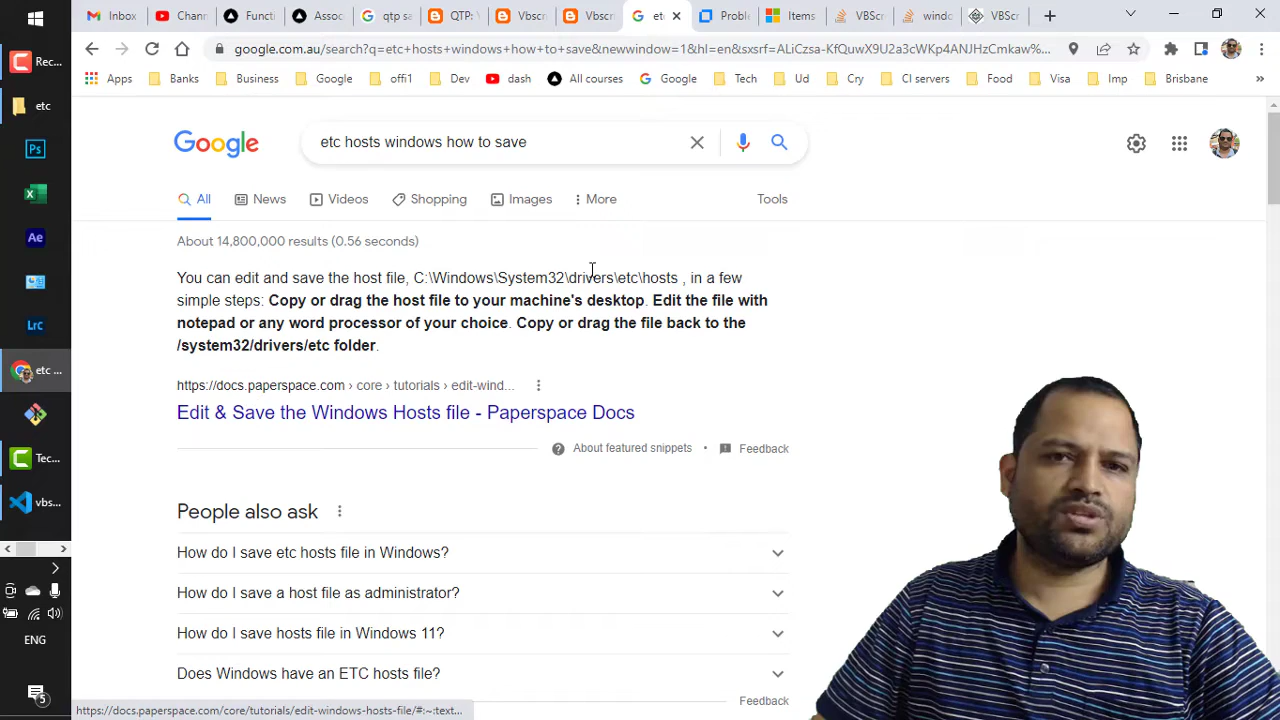 Rec...
etc
Ps
Ae
LrC
etc ...
Tec...
vbs...
ENG
5
Inbox
Chann
Functi
Assoc
qtp sa
QTP:
Vbscr
Vbscr
etc
Probl
Items
VBScr
windo
VBScr
google.com.au/search?q=etc+hosts+windows+how+to+save&newwindow=1&hl=en&sxsrf=ALiCzsa-KfQuwX9U2a3cWKp4ANJHzCmkaw%...
Apps
Banks
Business
Google
offi1
Dev
dash
All courses
Google
Tech
Ud
Cry
CI servers
Food
Visa
Imp
Brisbane
»
Google
etc hosts windows how to save
All
News
Videos
Shopping
Images
More
Tools
About 14,800,000 results (0.56 seconds)
You can edit and save the host file, C:\Windows\System32\drivers\etc\hosts , in a few
simple steps: Copy or drag the host file to your machine's desktop. Edit the file with
notepad or any word processor of your choice. Copy or drag the file back to the
/system32/drivers/etc folder.
https://docs.paperspace.com › core › tutorials › edit-wind...
Edit & Save the Windows Hosts file - Paperspace Docs
About featured snippets • Feedback
People also ask
How do I save etc hosts file in Windows?
How do I save a host file as administrator?
How do I save hosts file in Windows 11?
Does Windows have an ETC hosts file?
Feedback
https://docs.paperspace.com/core/tutorials/edit-windows-hosts-file/#:~:text...